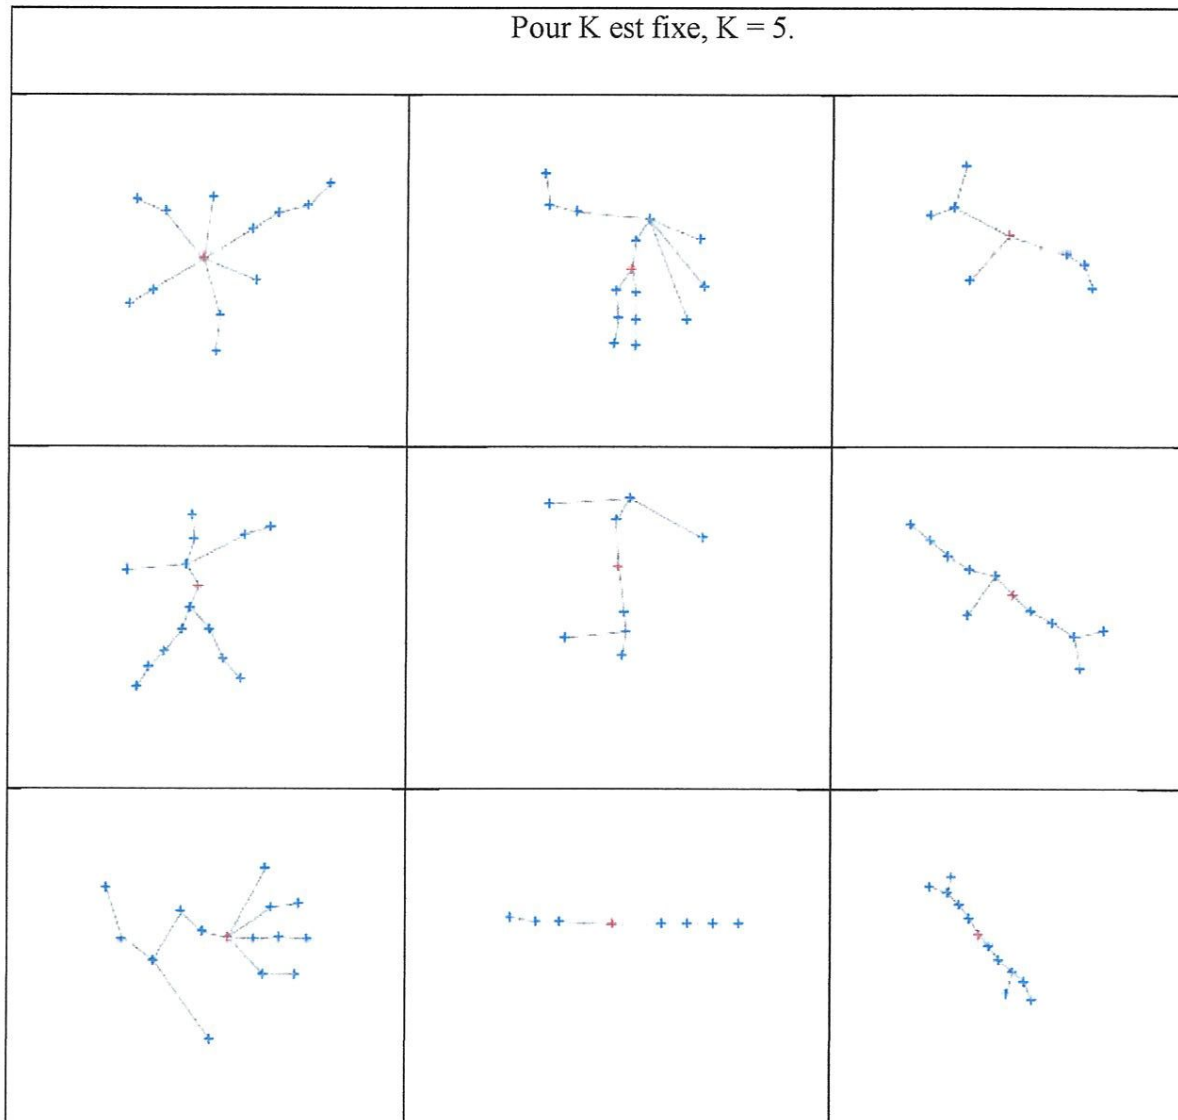 Pour K est fixe, K = 5.